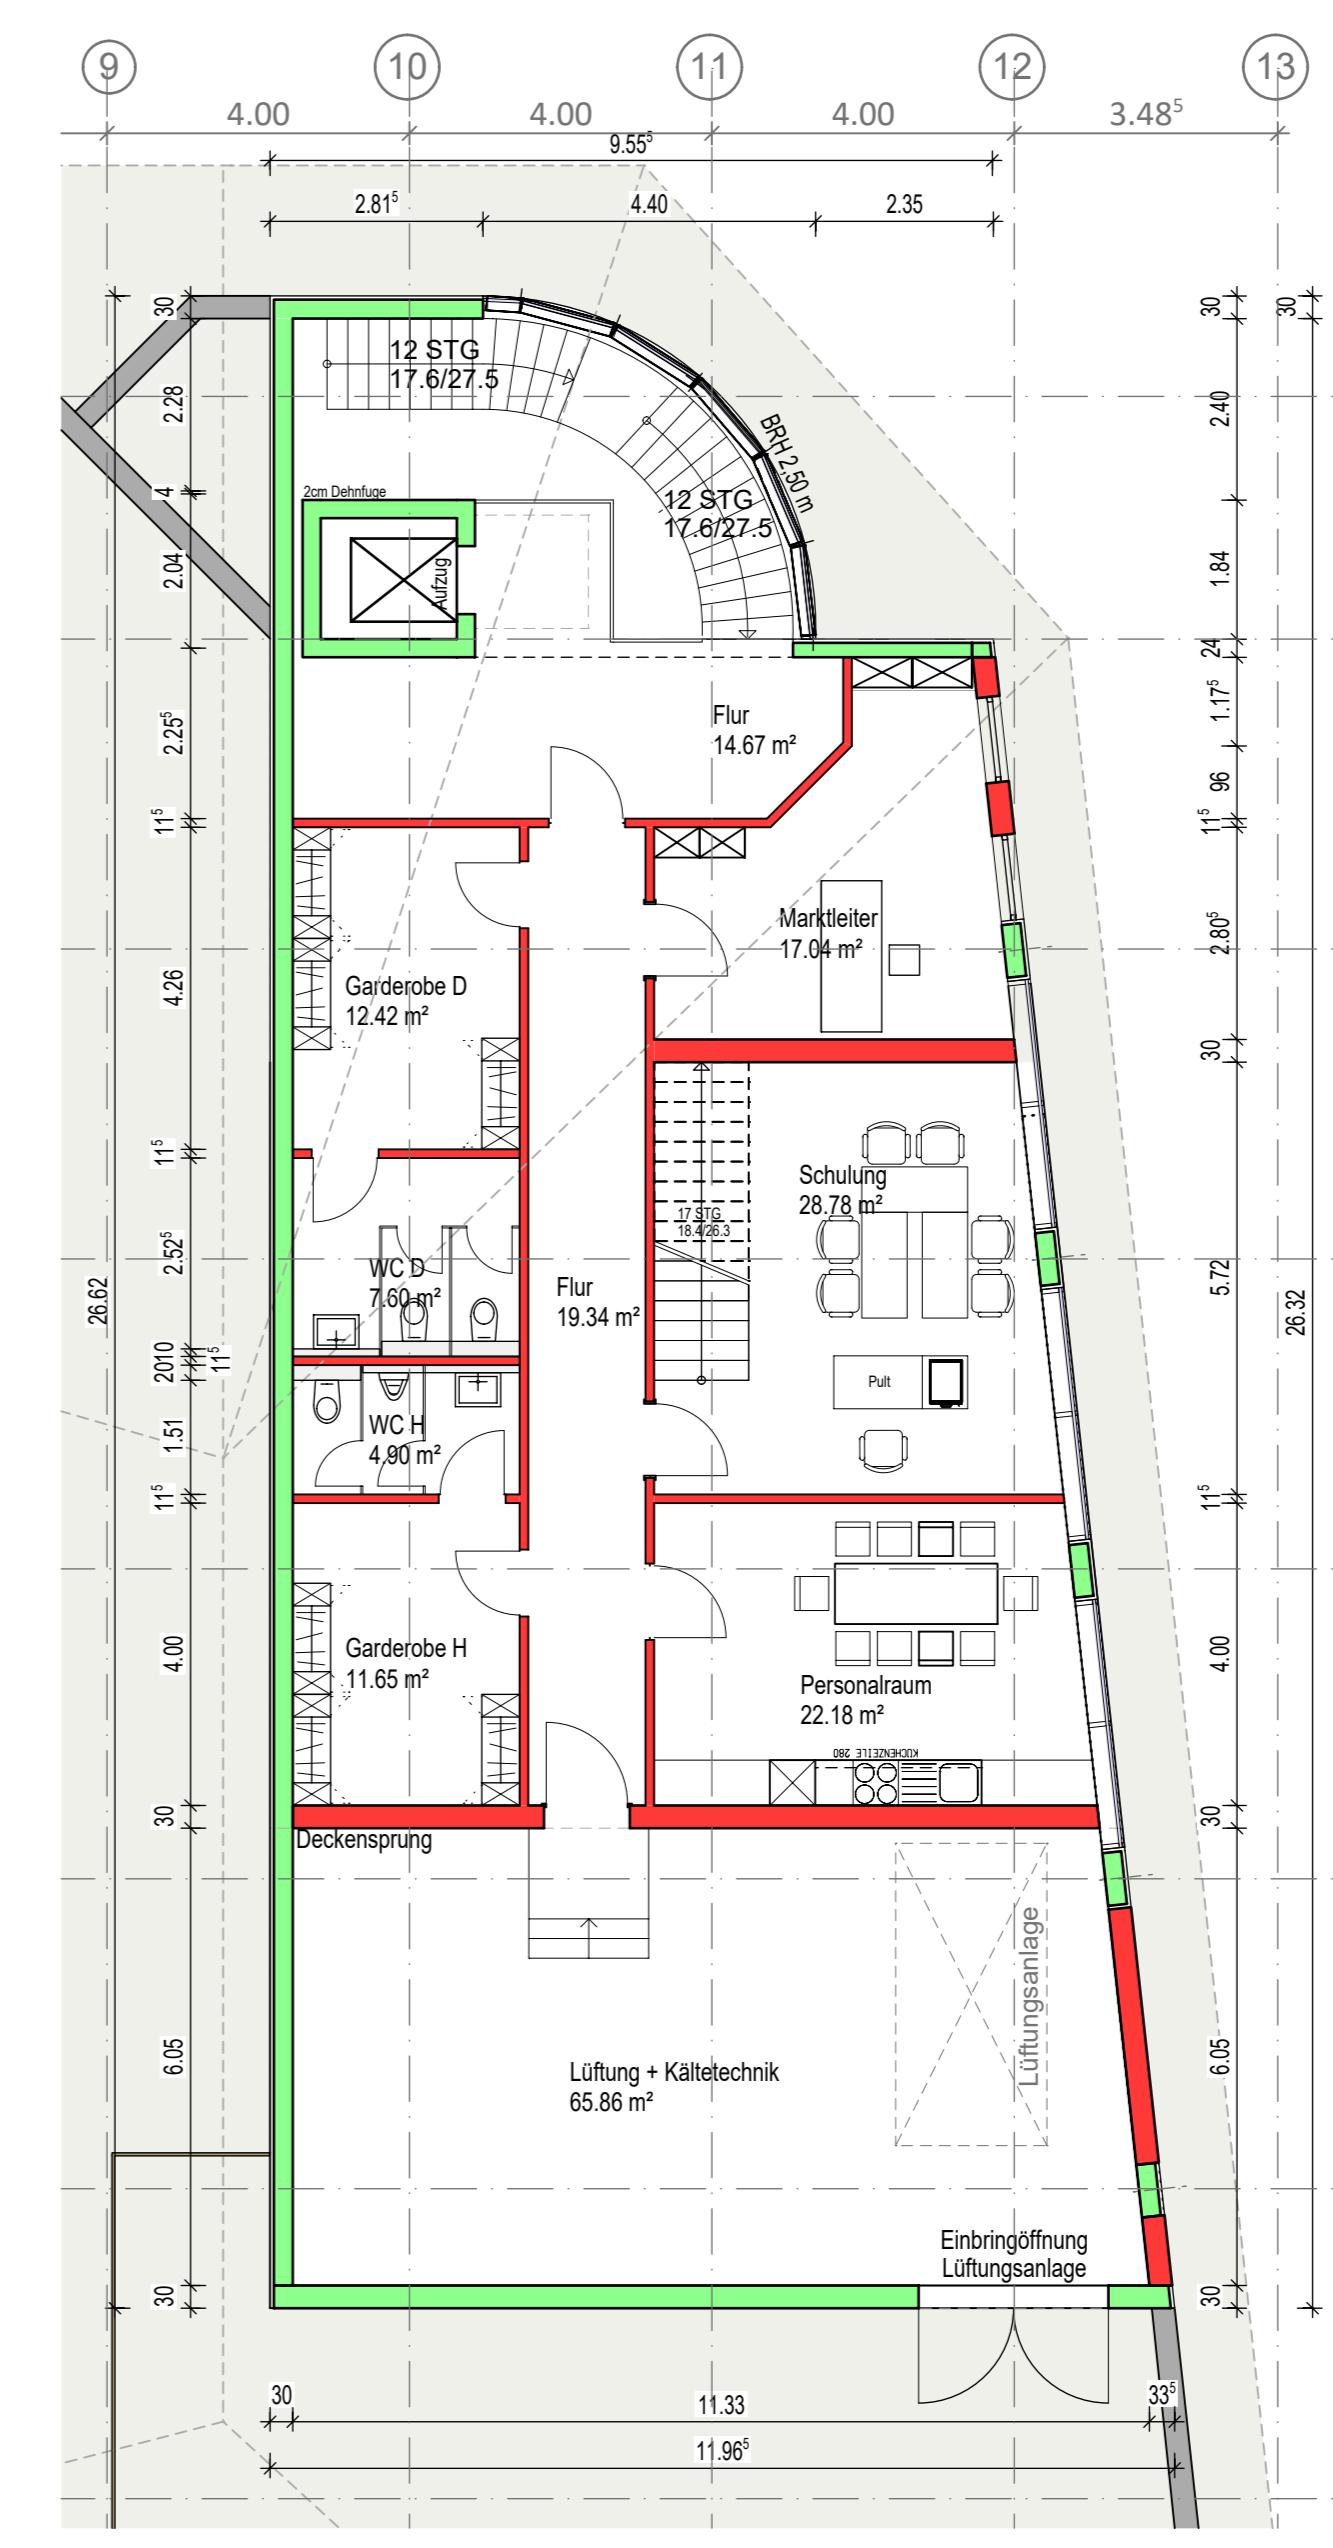 9
10
11
12
13
4.00
4.00
4.00
3.48⁵
9.55⁵
2.81⁵
4.40
2.35
30
30
30
12 STG
17.6/27.5
2.28
2.40
BRH 2,50 m
4
2cm Dehnfuge
12 STG
17.6/27.5
2.04
Aufzug
1.84
24
2.25⁵
Flur
14.67 m²
1.17⁵
96
11⁵
11⁵
Marktleiter
17.04 m²
2.80⁵
4.26
Garderobe D
12.42 m²
30
11⁵
Schulung
28.78 m²
17 STG
18.4/26.3
2.52⁵
WC D
7.60 m²
Flur
19.34 m²
5.72
26.62
26.32
10
20
11⁵
Pult
1.51
WC H
4.90 m²
11⁵
11⁵
4.00
Garderobe H
11.65 m²
4.00
Personalraum
22.18 m²
KÜCHENZEILE 280
30
30
Deckensprung
Lüftungsanlage
6.05
6.05
Lüftung + Kältetechnik
65.86 m²
Einbringöffnung
Lüftungsanlage
30
30
30
11.33
33⁵
11.96⁵